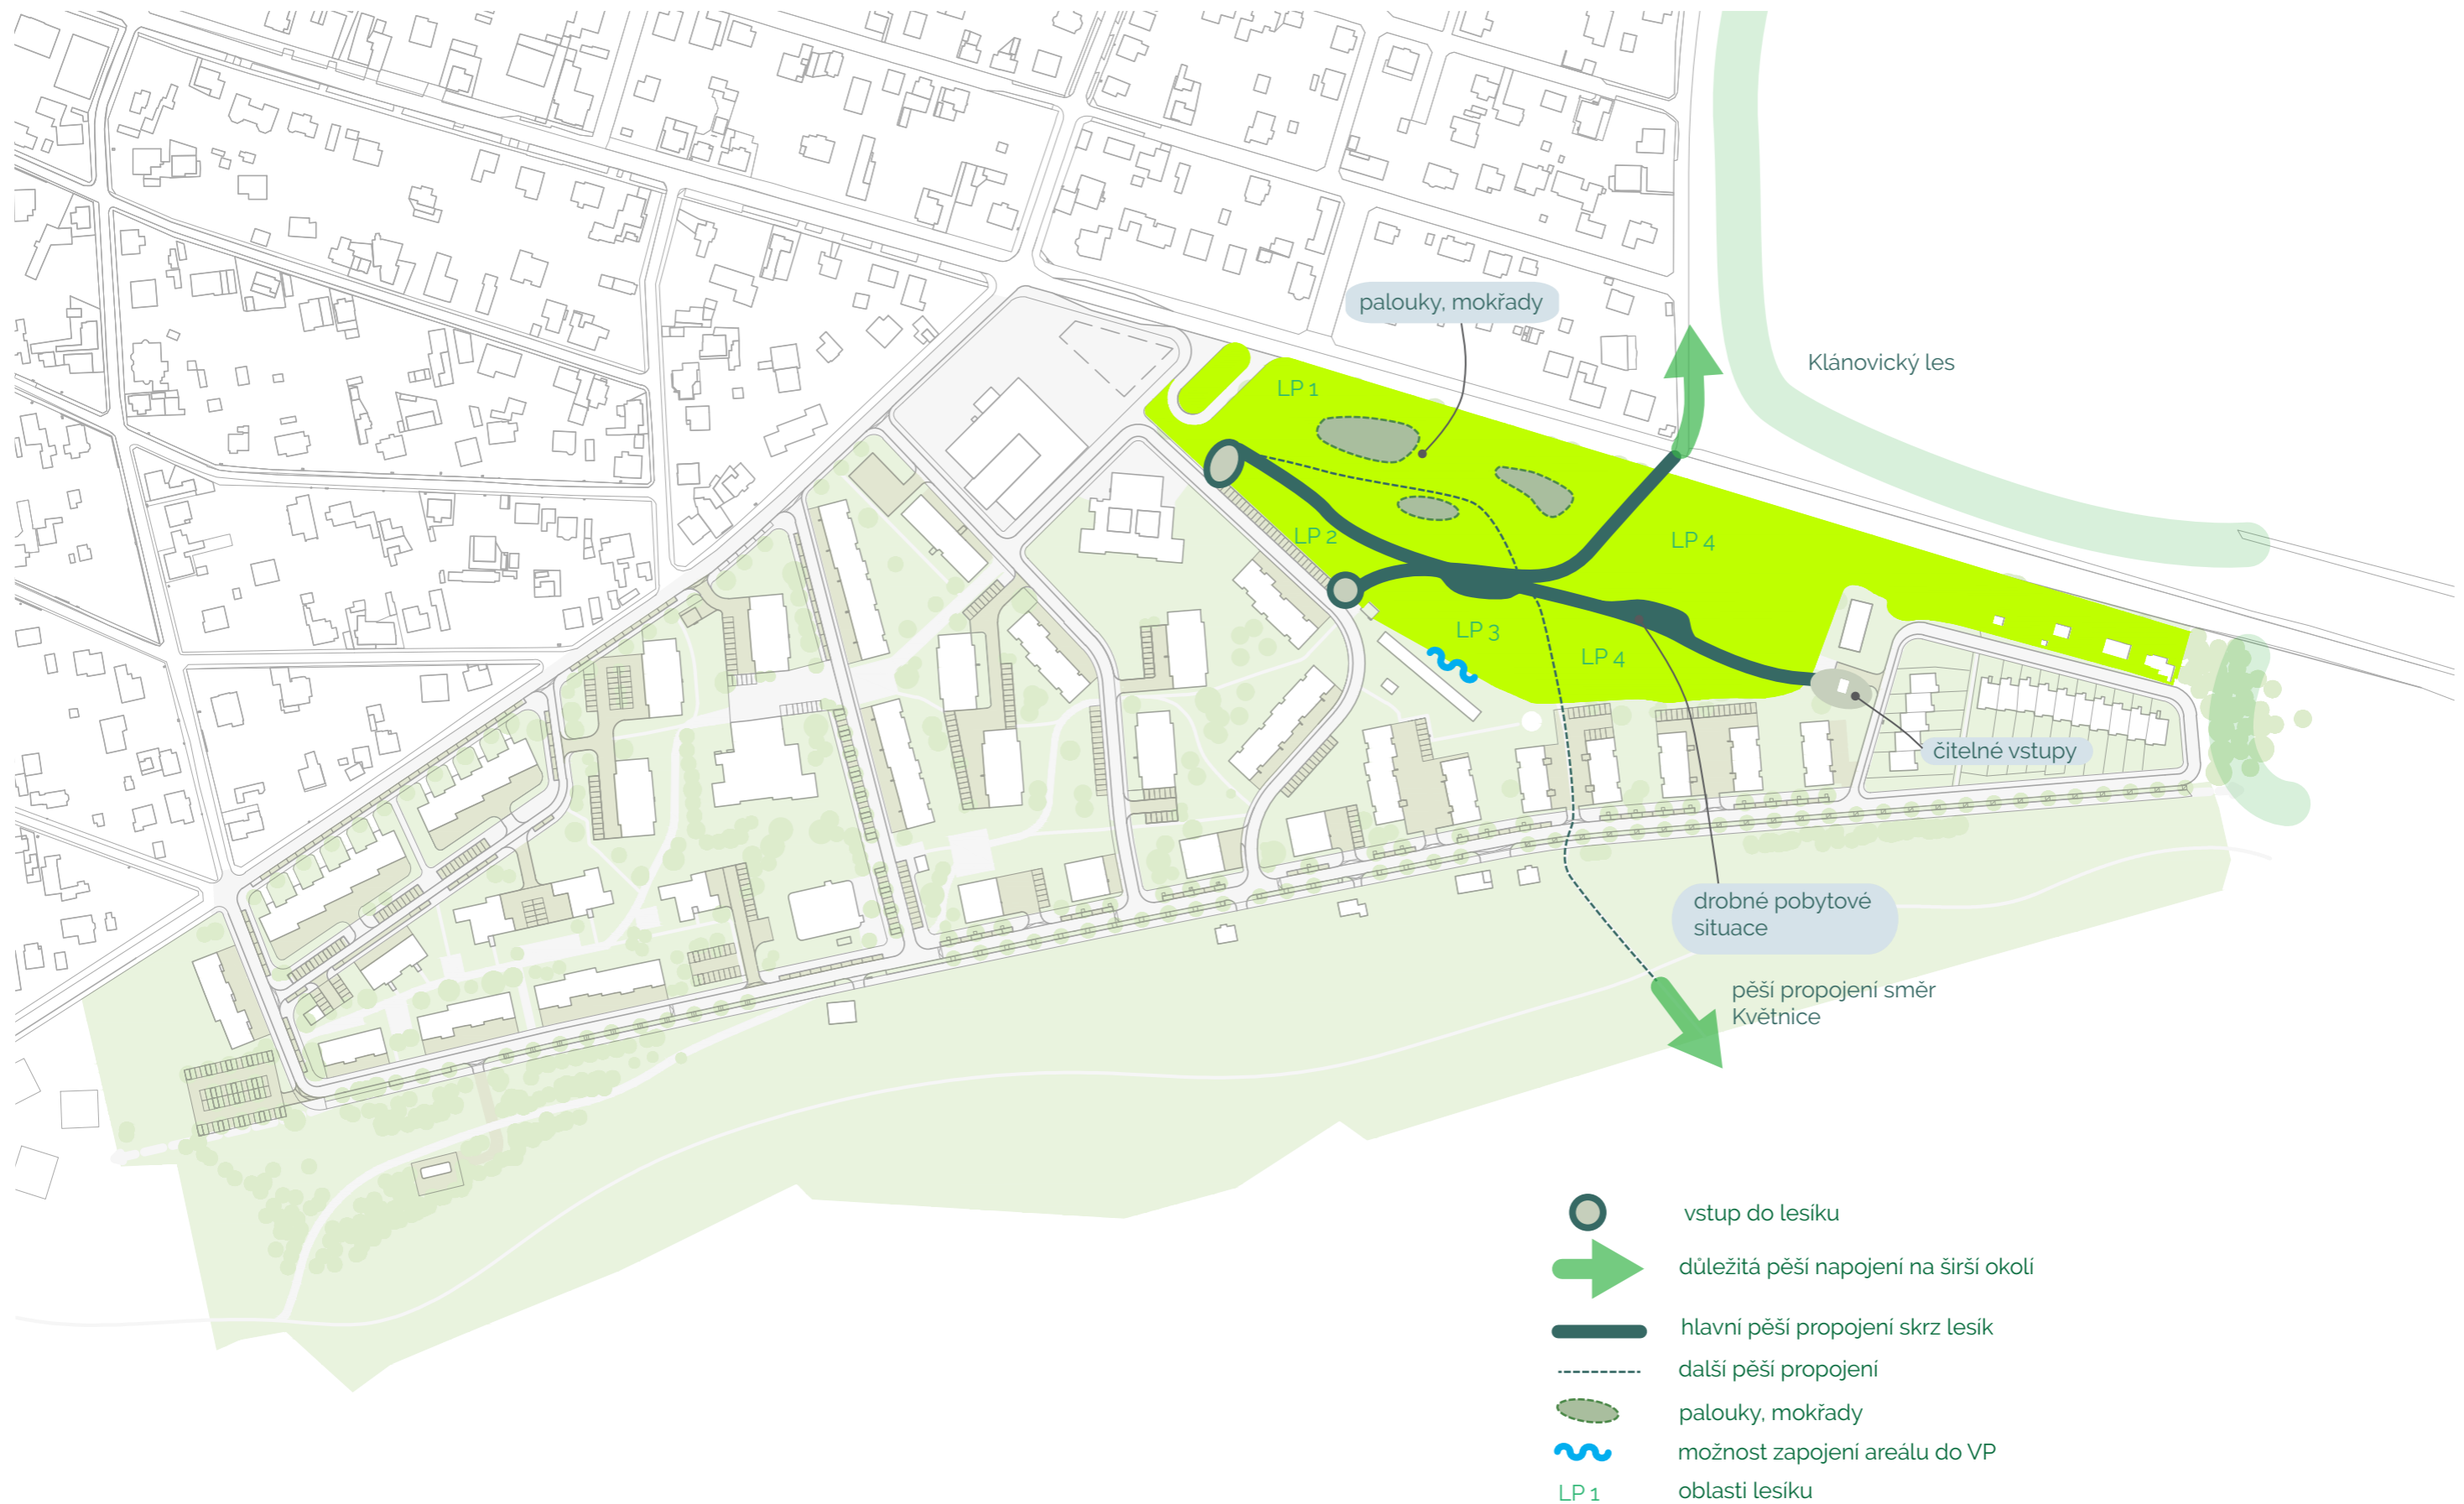 palouky, mokřady
Klánovický les
LP 1
LP 2
LP 4
LP 3
LP 4
čitelné vstupy
drobné pobytové
situace
pěší propojení směr
Květnice
vstup do lesíku
důležitá pěší napojení na širší okolí
hlavní pěší propojení skrz lesík
další pěší propojení
palouky, mokřady
možnost zapojení areálu do VP
LP 1
oblasti lesíku